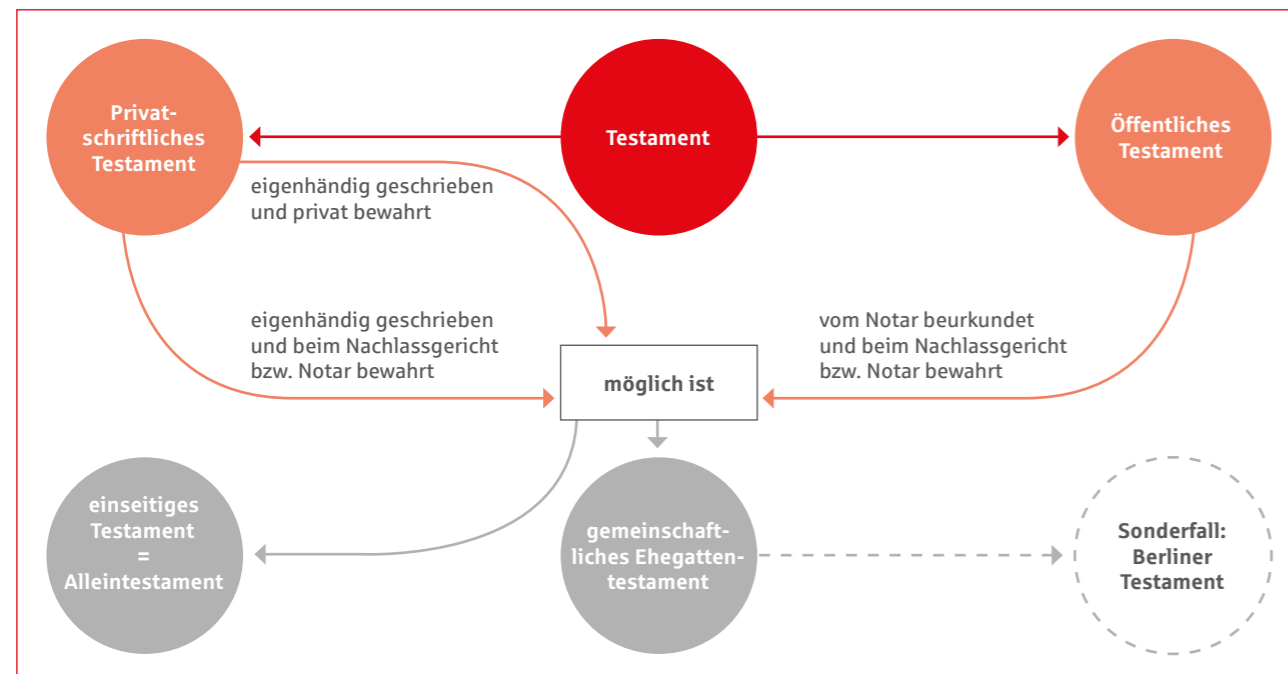 Privat-
schriftliches
Testament
Testament
Öffentliches
Testament
eigenhändig geschrieben
und privat bewahrt
eigenhändig geschrieben
und beim Nachlassgericht
bzw. Notar bewahrt
vom Notar beurkundet
und beim Nachlassgericht
bzw. Notar bewahrt
möglich ist
einseitiges
Testament
=
Alleintestament
gemeinschaft-
liches Ehegatten-
testament
Sonderfall:
Berliner
Testament